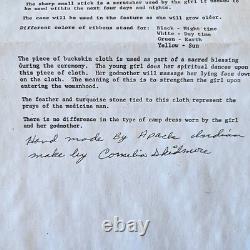 The sharp small stick is a scratcher used by the girl if needed to
be most within the next four days and nights.
The cane will be used in the feature as she will grow older.
Different colors of ribbons stand for: Black - Night time
White - Day time
Green - Earth
Yellow - Sun
The piece of buckskin cloth is used as part of a sacred blessing
during the ceremony. The young girl does her spiritual dances upon
this piece of cloth. Her godmother will massage her lying face down
on the cloth. The meaning of this is to strengthen the girl upon
entering the womanhood.
The feather and turquoise stone tied to this cloth represent the
prays of the medicine man.
There is no difference in the type of camp dress worn by the girl
and her godmother.
Hand made by Apache Indian
make by Cornelia Skidmore